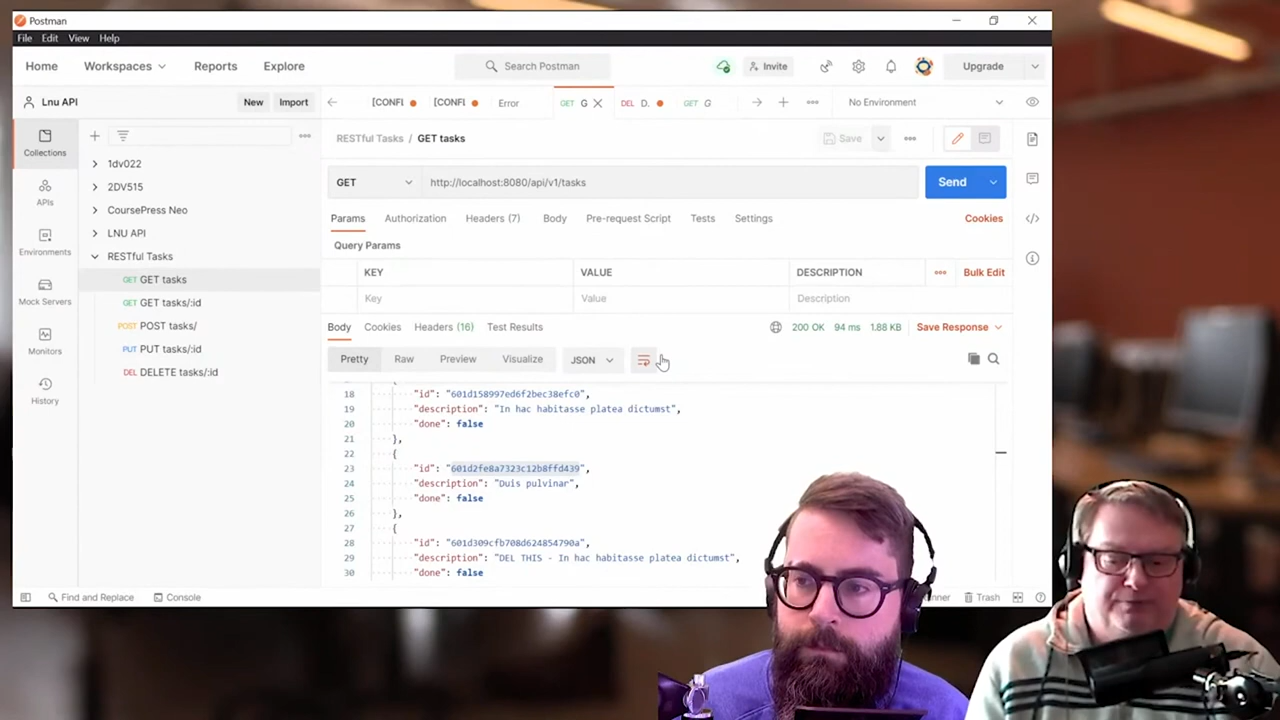 Postman
File Edit View Help
Home Workspaces Reports Explore Search Postman Invite Upgrade
Lnu API New Import [CONFL [CONFL Error GET G DEL D. GET G No Environment
Collections
APIs
Environments
Mock Servers
Monitors
History
1dv022
2DV515
CoursePress Neo
LNU API
RESTful Tasks
GET GET tasks
GET GET tasks/:id
POST POST tasks/
PUT PUT tasks/:id
DEL DELETE tasks/:id
RESTful Tasks / GET tasks Save
GET http://localhost:8080/api/v1/tasks Send
Params Authorization Headers (7) Body Pre-request Script Tests Settings Cookies
Query Params
KEY VALUE DESCRIPTION Bulk Edit
Key Value Description
Body Cookies Headers (16) Test Results 200 OK 94 ms 1.88 KB Save Response
Pretty Raw Preview Visualize JSON
{
18 "id": "601d158997ed6f2bec38efc0",
19 "description": "In hac habitasse platea dictumst",
20 "done": false
21 },
22 {
23 "id": "601d2fe8a7323c12b8ffd439",
24 "description": "Duis pulvinar",
25 "done": false
26 },
27 {
28 "id": "601d309cfb708d624854790a",
29 "description": "DEL THIS - In hac habitasse platea dictumst",
30 "done": false
Find and Replace Console Trash